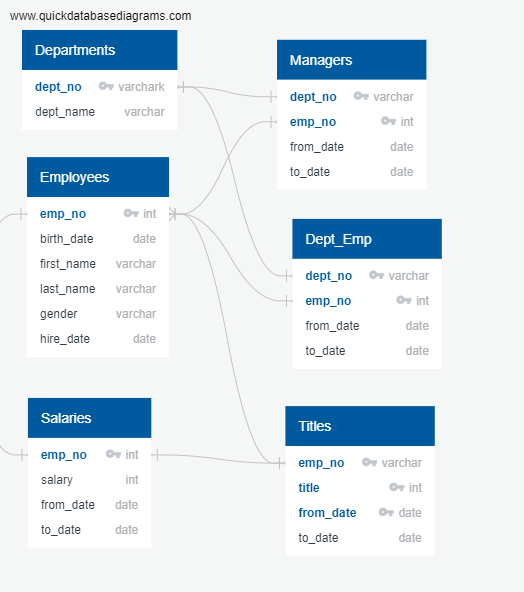 www.quickdatabasediagrams.com
Departments
dept_no varchark
dept_name varchar
Managers
dept_no varchar
emp_no int
from_date date
to_date date
Employees
emp_no int
birth_date date
first_name varchar
last_name varchar
gender varchar
hire_date date
Dept_Emp
dept_no varchar
emp_no int
from_date date
to_date date
Salaries
emp_no int
salary int
from_date date
to_date date
Titles
emp_no varchar
title int
from_date date
to_date date